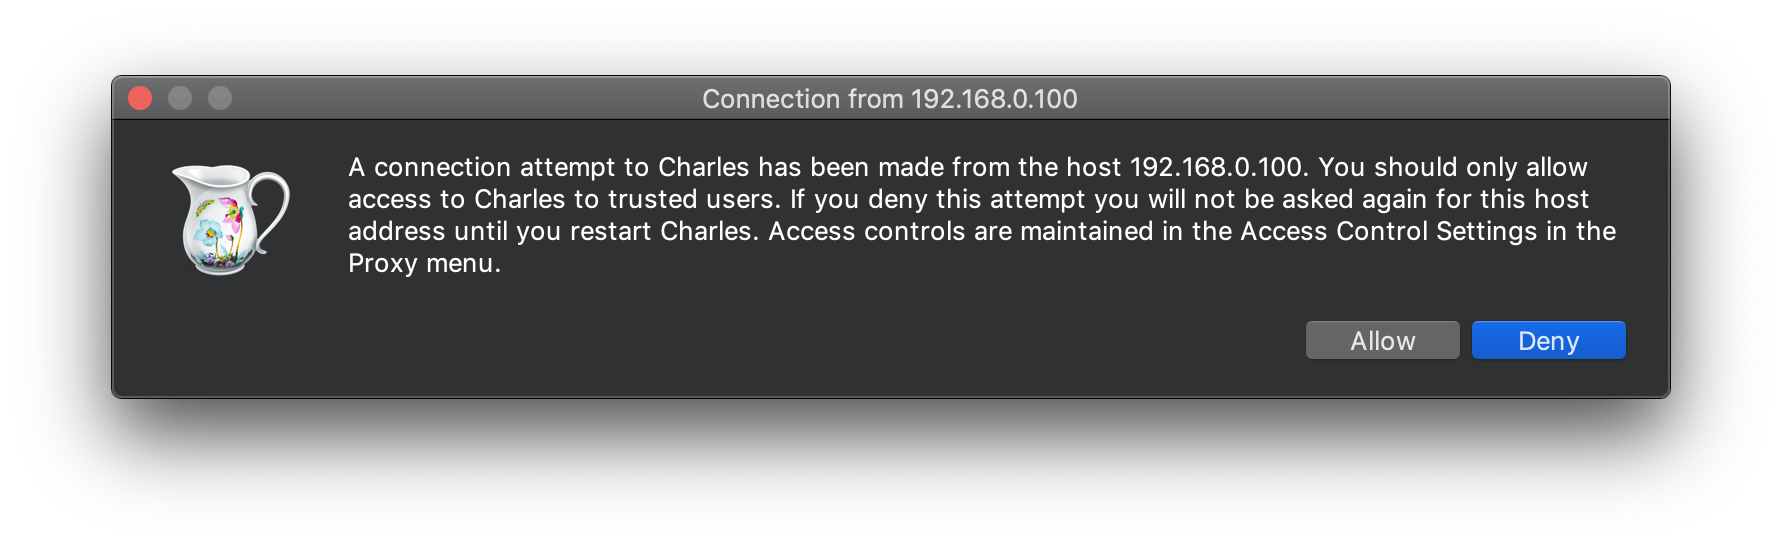 Connection from 192.168.0.100
A connection attempt to Charles has been made from the host 192.168.0.100. You should only allow
access to Charles to trusted users. If you deny this attempt you will not be asked again for this host
address until you restart Charles. Access controls are maintained in the Access Control Settings in the
Proxy menu.
Allow Deny